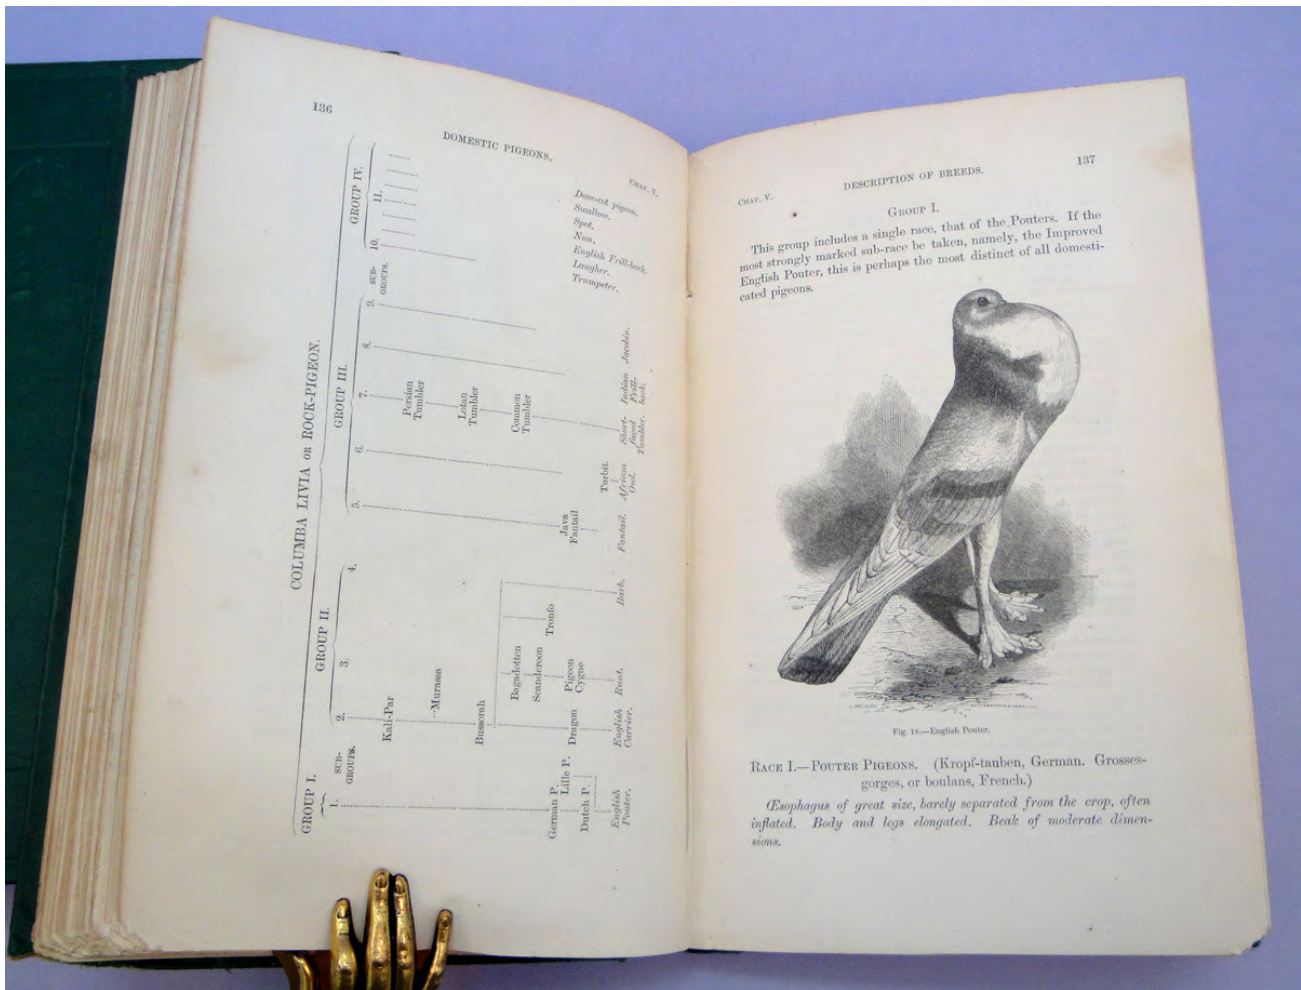 136
DOMESTIC PIGEONS.
CHAP. V.
COLUMBA LIVIA OR ROCK-PIGEON.
GROUP I.
GROUP II.
GROUP III.
GROUP IV.
SUB-
GROUPS.
1.
2.
3.
4.
5.
6.
7.
8.
9.
SUB-
GROUPS.
10.
11.
Kali-Par
Murassa
Bussorah
Bagadotten
Scanderoon
Pigeon
Cygne
Dragon
Tronfo
Persian
Tumbler
Lotan
Tumbler
Common
Tumbler
Java
Fantail
Turbit.
German P.
Lille P.
Dutch P.
English
Pouter.
English
Carrier.
Runt.
Barb.
Fantail.
African
Owl.
Short-
faced
Tumbler.
Indian
Frill-
back.
Jacobin.
Dove-cot pigeon.
Swallow.
Spot.
Nun.
English Frill-back.
Laugher.
Trumpeter.
137
CHAP. V.
DESCRIPTION OF BREEDS.
GROUP I.
This group includes a single race, that of the Pouters. If the
most strongly marked sub-race be taken, namely, the Improved
English Pouter, this is perhaps the most distinct of all domesti-
cated pigeons.
Fig. 18.—English Pouter.
RACE I.—POUTER PIGEONS. (Kropf-tauben, German. Grosses-
gorges, or boulans, French.)
Œsophagus of great size, barely separated from the crop, often
inflated. Body and legs elongated. Beak of moderate dimen-
sions.